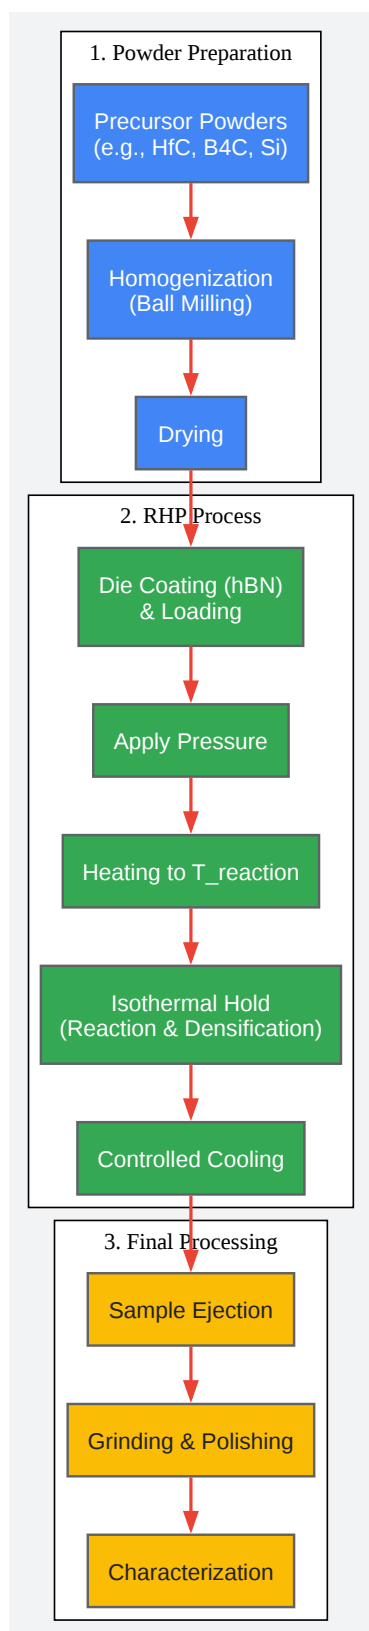 1. Powder Preparation
Precursor Powders
(e.g., HfC, B4C, Si)
Homogenization
(Ball Milling)
Drying
2. RHP Process
Die Coating (hBN)
& Loading
Apply Pressure
Heating to T_reaction
Isothermal Hold
(Reaction & Densification)
Controlled Cooling
3. Final Processing
Sample Ejection
Grinding & Polishing
Characterization